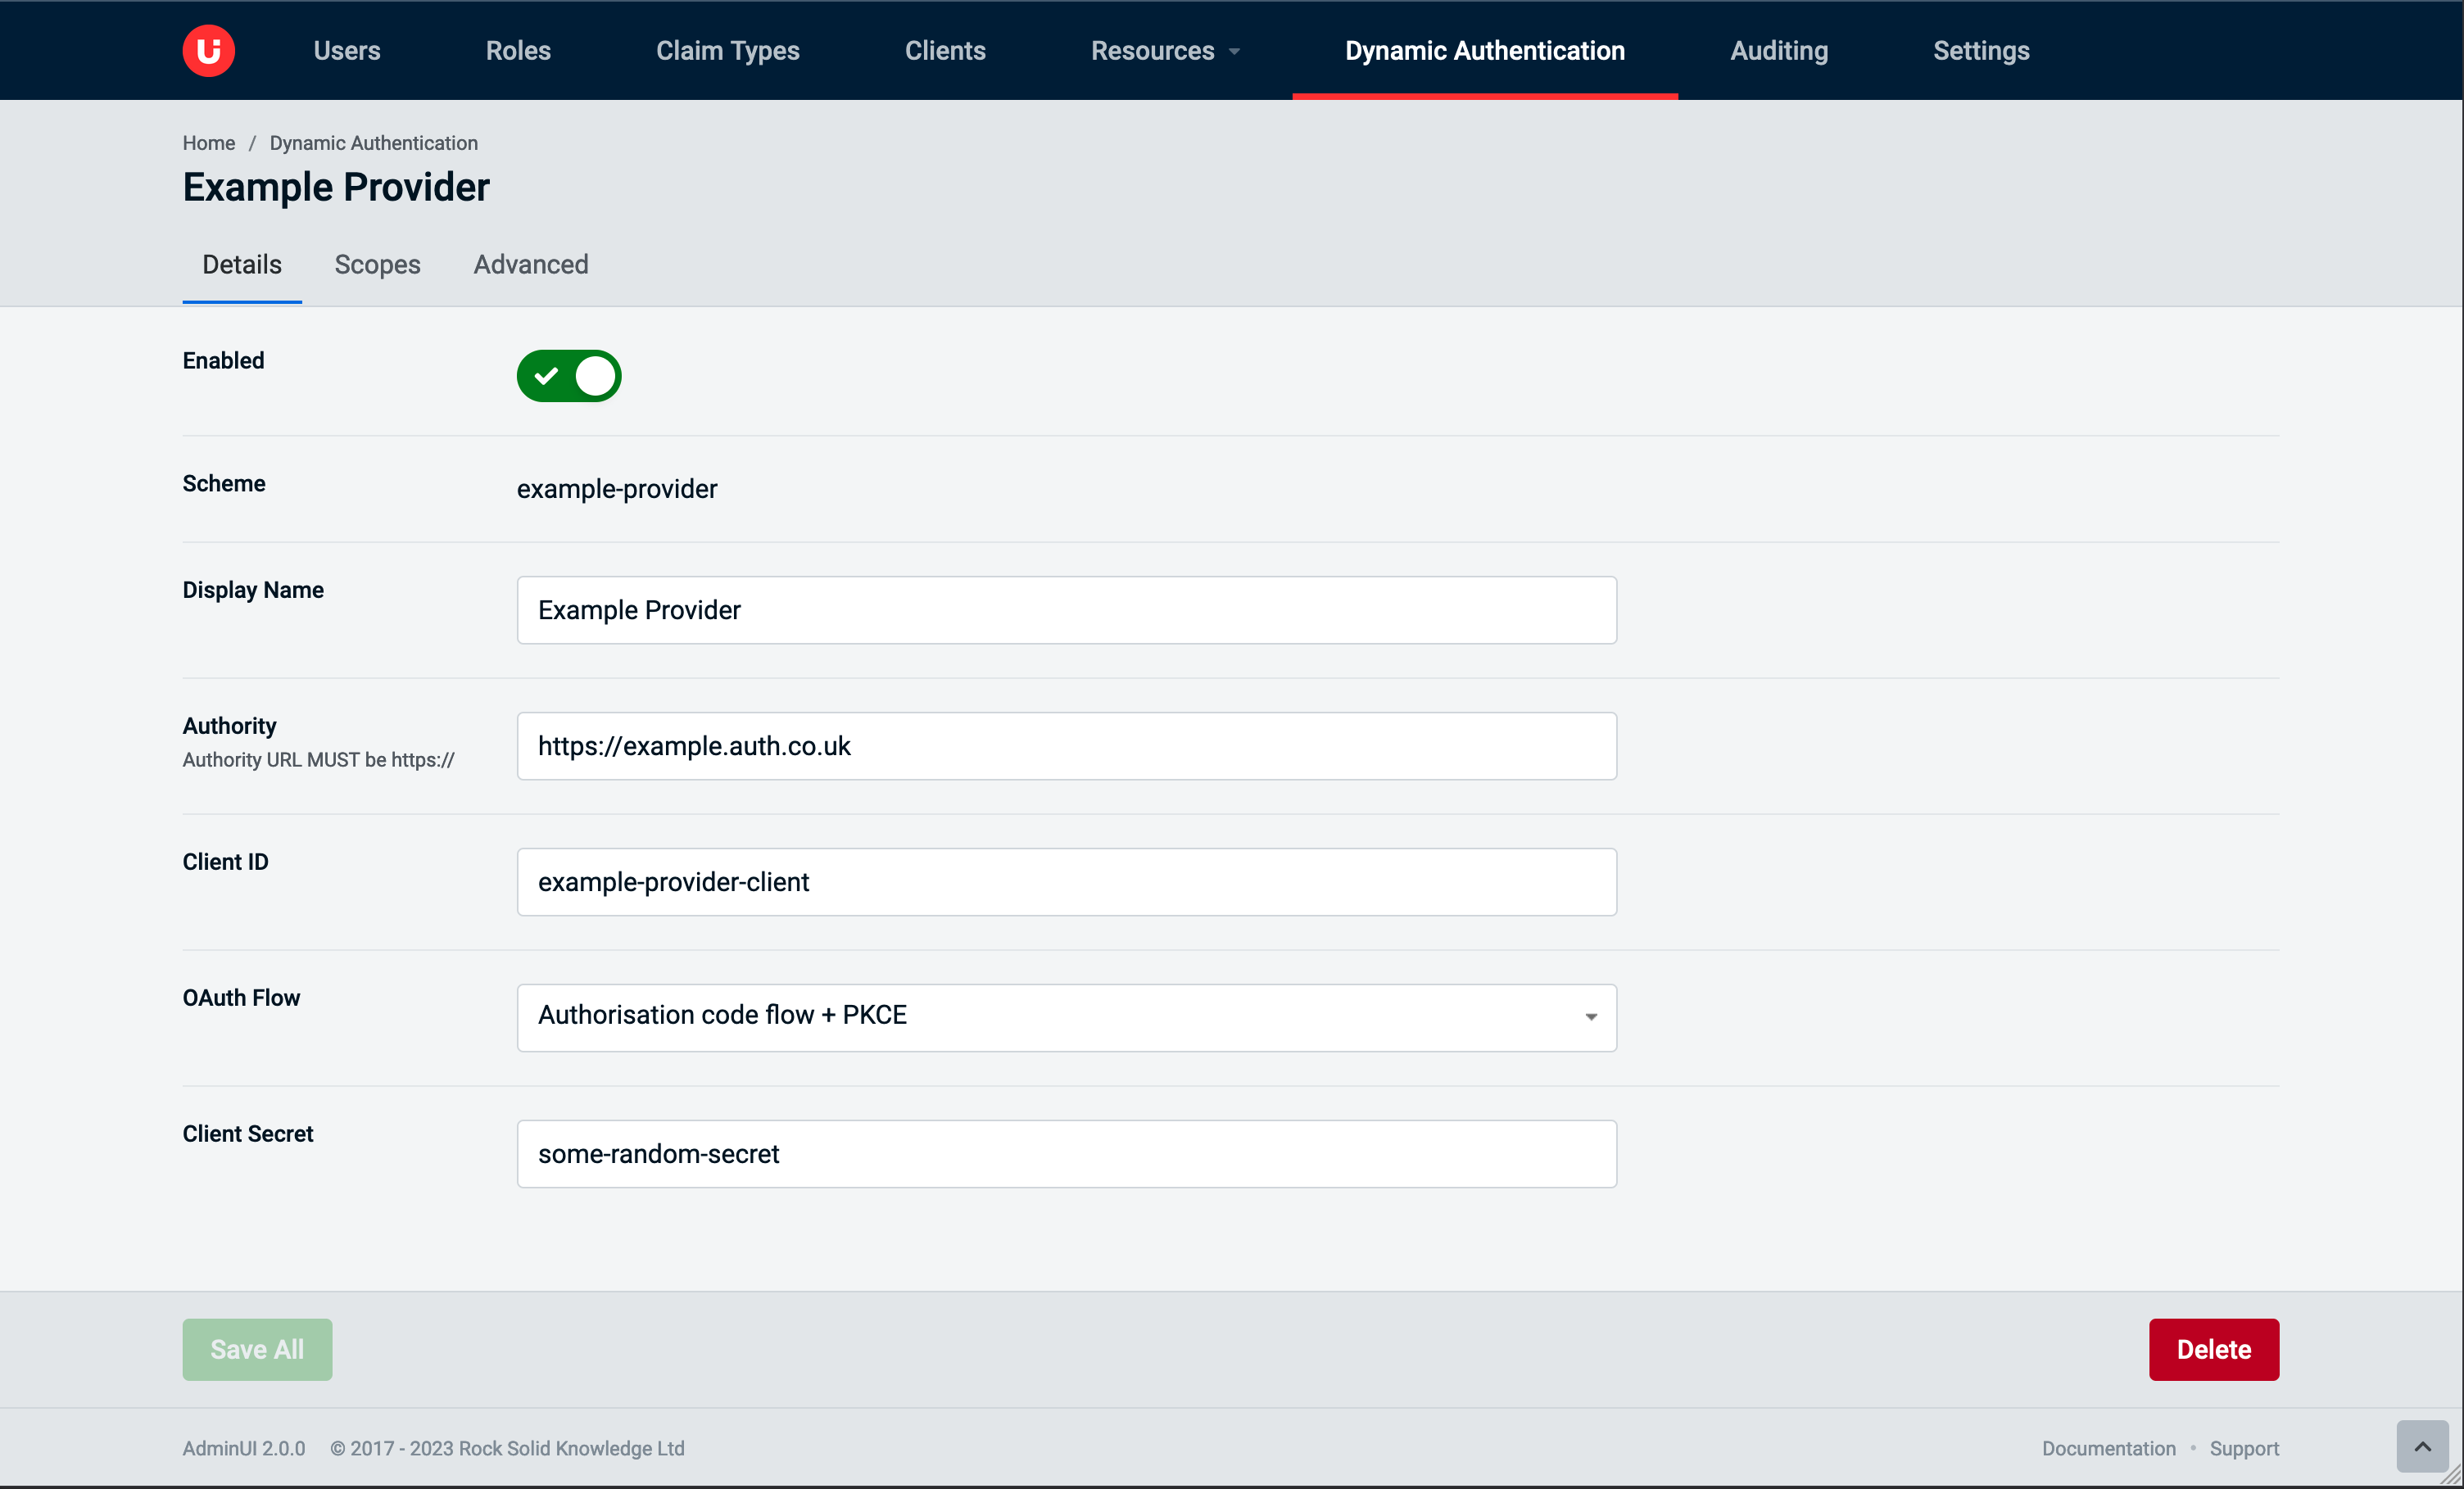 Users Roles Claim Types Clients Resources Dynamic Authentication Auditing Settings
Home / Dynamic Authentication
Example Provider
Details Scopes Advanced
Enabled
Scheme example-provider
Display Name Example Provider
Authority https://example.auth.co.uk
Authority URL MUST be https://
Client ID example-provider-client
OAuth Flow Authorisation code flow + PKCE
Client Secret some-random-secret
Save All Delete
AdminUI 2.0.0 © 2017 - 2023 Rock Solid Knowledge Ltd Documentation • Support